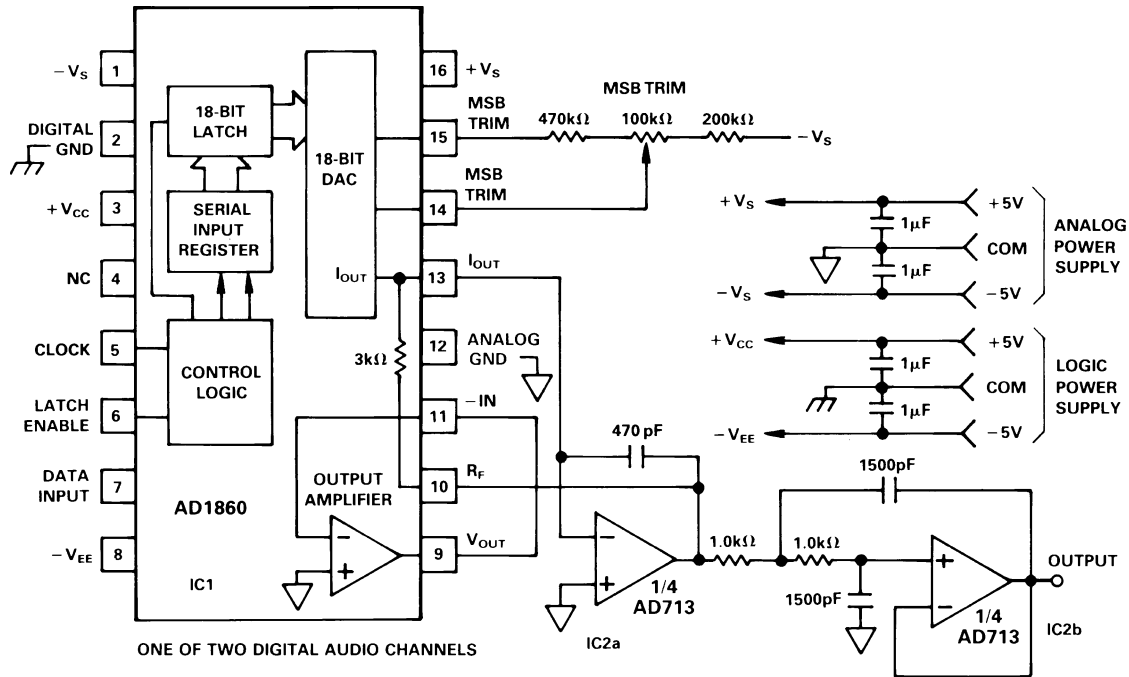 −VS
1
DIGITAL
GND
2
+VCC
3
NC
4
CLOCK
5
LATCH
ENABLE
6
DATA
INPUT
7
−VEE
8
18-BIT
LATCH
SERIAL
INPUT
REGISTER
CONTROL
LOGIC
18-BIT
DAC
IOUT
3kΩ
OUTPUT
AMPLIFIER
−
+
AD1860
IC1
16
+VS
MSB
TRIM
15
MSB
TRIM
14
IOUT
13
ANALOG
GND
12
−IN
11
RF
10
VOUT
9
MSB TRIM
470kΩ
100kΩ
200kΩ
−VS
+VS
1μF
+5V
COM
1μF
−VS
−5V
ANALOG
POWER
SUPPLY
+VCC
1μF
+5V
COM
1μF
−VEE
−5V
LOGIC
POWER
SUPPLY
470 pF
−
+
1/4
AD713
IC2a
1.0kΩ
1.0kΩ
1500pF
1500pF
+
−
1/4
AD713
IC2b
OUTPUT
ONE OF TWO DIGITAL AUDIO CHANNELS